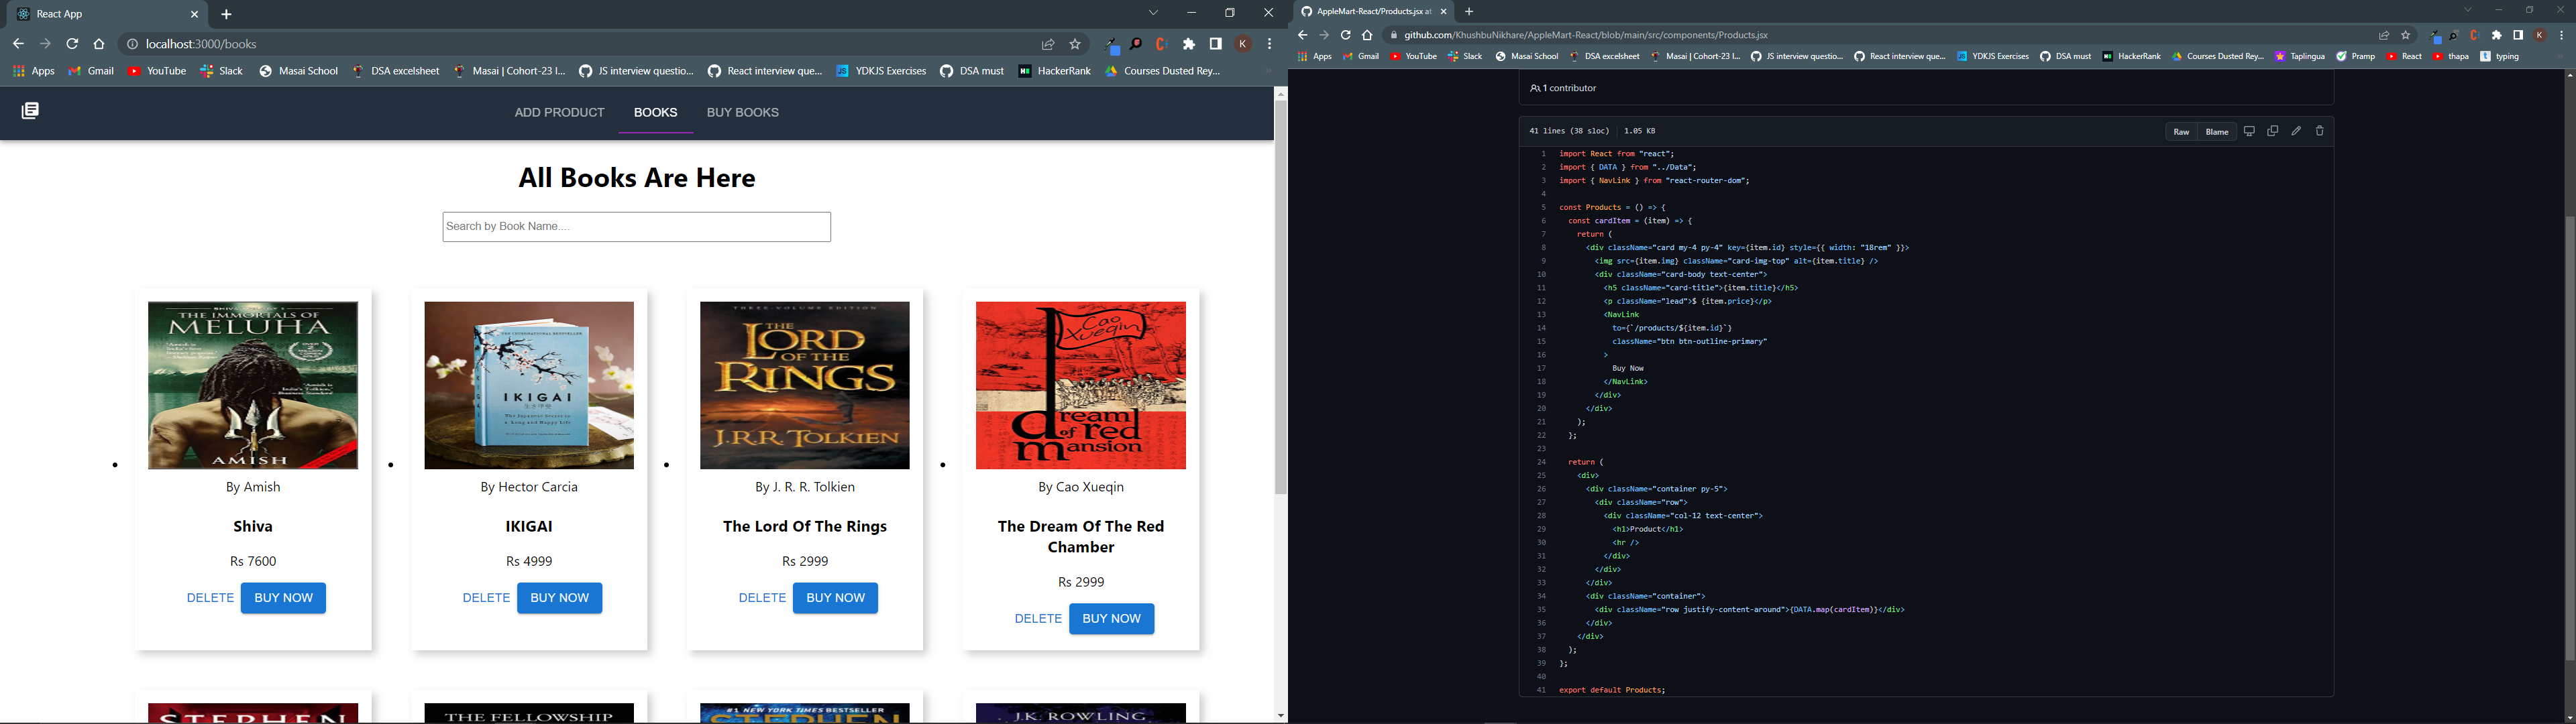 React App
localhost:3000/books
Apps Gmail YouTube Slack Masai School DSA excelsheet Masai | Cohort-23 I... JS interview questio... React interview que... YDKJS Exercises DSA must HackerRank Courses Dusted Rey...
ADD PRODUCT BOOKS BUY BOOKS
All Books Are Here
Search by Book Name....
THE IMMORTALS OF
MELUHA
AMISH
By Amish
Shiva
Rs 7600
DELETE BUY NOW
IKIGAI
By Hector Carcia
IKIGAI
Rs 4999
DELETE BUY NOW
THREE-VOLUME EDITION
THE
LORD
OF THE
RINGS
J.R.R. TOLKIEN
By J. R. R. Tolkien
The Lord Of The Rings
Rs 2999
DELETE BUY NOW
Cao
Xueqin
dream
of red
mansion
By Cao Xueqin
The Dream Of The Red
Chamber
Rs 2999
DELETE BUY NOW
STEPHEN
THE FELLOWSHIP
#1 NEW YORK TIMES BESTSELLER
STEPHEN
J.K. ROWLING
AppleMart-React/Products.jsx at
github.com/KhushbuNikhare/AppleMart-React/blob/main/src/components/Products.jsx
Apps Gmail YouTube Slack Masai School DSA excelsheet Masai | Cohort-23 I... JS interview questio... React interview que... YDKJS Exercises DSA must HackerRank Courses Dusted Rey... Taplingua Pramp React thapa typing
1 contributor
41 lines (38 sloc) 1.05 KB Raw Blame
1 import React from "react";
2 import { DATA } from "../Data";
3 import { NavLink } from "react-router-dom";
4
5 const Products = () => {
6 const cardItem = (item) => {
7 return (
8 <div className="card my-4 py-4" key={item.id} style={{ width: "18rem" }}>
9 <img src={item.img} className="card-img-top" alt={item.title} />
10 <div className="card-body text-center">
11 <h5 className="card-title">{item.title}</h5>
12 <p className="lead">$ {item.price}</p>
13 <NavLink
14 to={`/products/${item.id}`}
15 className="btn btn-outline-primary"
16 >
17 Buy Now
18 </NavLink>
19 </div>
20 </div>
21 );
22 };
23
24 return (
25 <div>
26 <div className="container py-5">
27 <div className="row">
28 <div className="col-12 text-center">
29 <h1>Product</h1>
30 <hr />
31 </div>
32 </div>
33 </div>
34 <div className="container">
35 <div className="row justify-content-around">{DATA.map(cardItem)}</div>
36 </div>
37 </div>
38 );
39 };
40
41 export default Products;